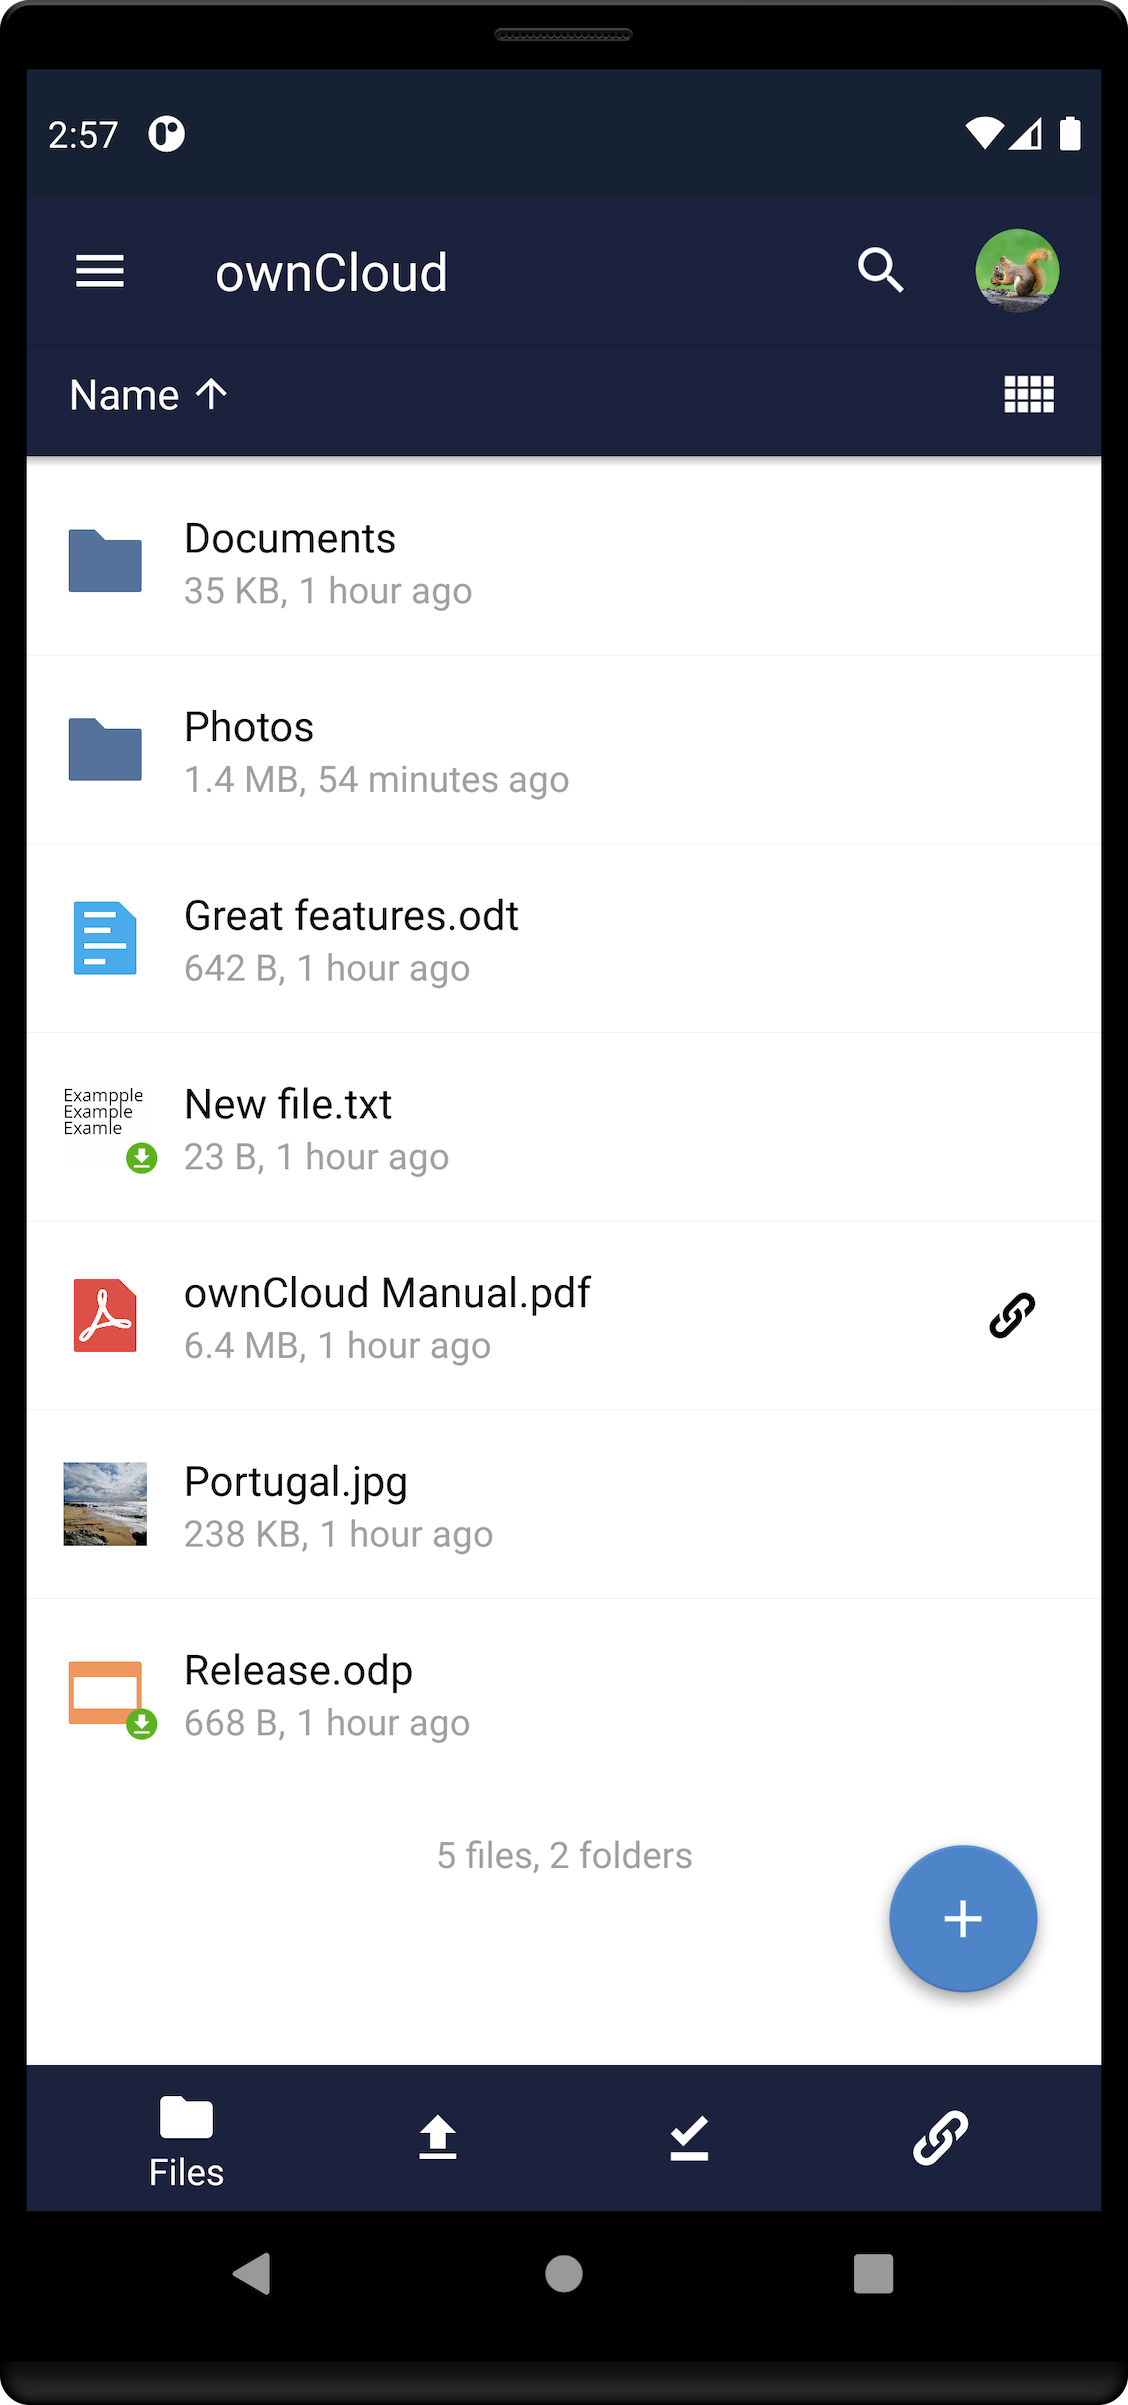 2:57
ownCloud
Name
Documents
35 KB, 1 hour ago
Photos
1.4 MB, 54 minutes ago
Great features.odt
642 B, 1 hour ago
Exampple
Example
Examle
New file.txt
23 B, 1 hour ago
ownCloud Manual.pdf
6.4 MB, 1 hour ago
Portugal.jpg
238 KB, 1 hour ago
Release.odp
668 B, 1 hour ago
5 files, 2 folders
Files